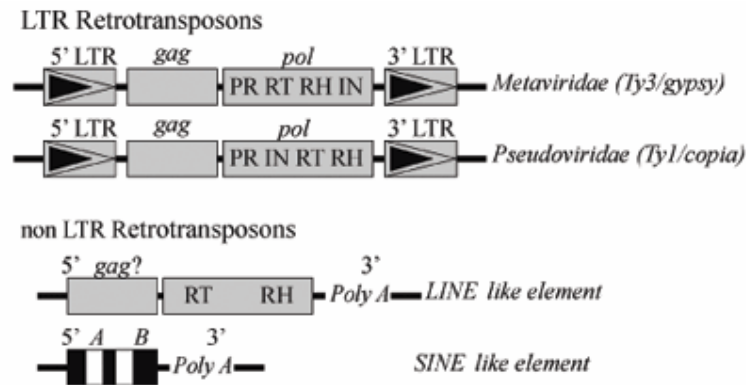 LTR Retrotransposons
5' LTR gag pol 3' LTR
PR RT RH IN Metaviridae (Ty3/gypsy)
5' LTR gag pol 3' LTR
PR IN RT RH Pseudoviridae (Ty1/copia)
non LTR Retrotransposons
5' gag? 3'
RT RH Poly A LINE like element
5' A B 3'
Poly A SINE like element